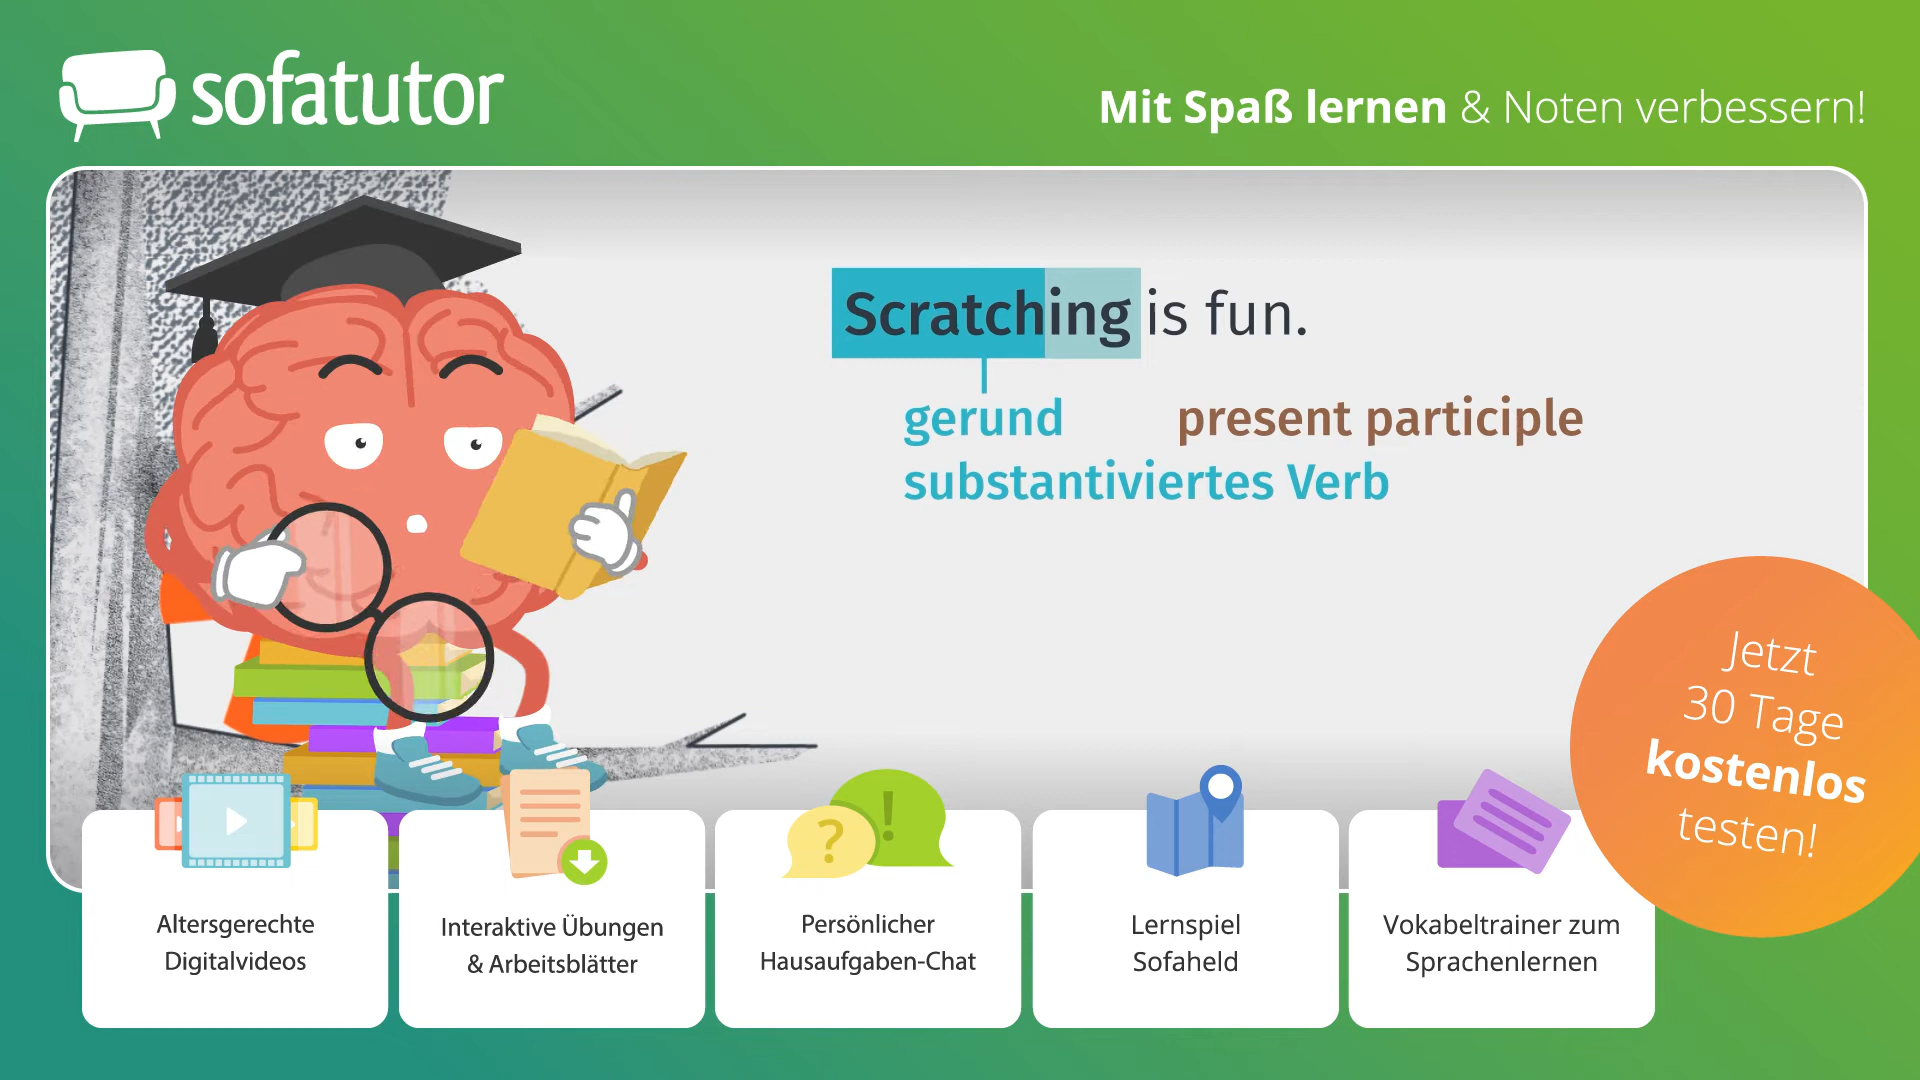 sofatutor
Mit Spaß lernen & Noten verbessern!
Scratching is fun.
gerund
present participle
substantiviertes Verb
Jetzt
30 Tage
kostenlos
testen!
?
!
Altersgerechte
Digitalvideos
Interaktive Übungen
& Arbeitsblätter
Persönlicher
Hausaufgaben-Chat
Lernspiel
Sofaheld
Vokabeltrainer zum
Sprachenlernen